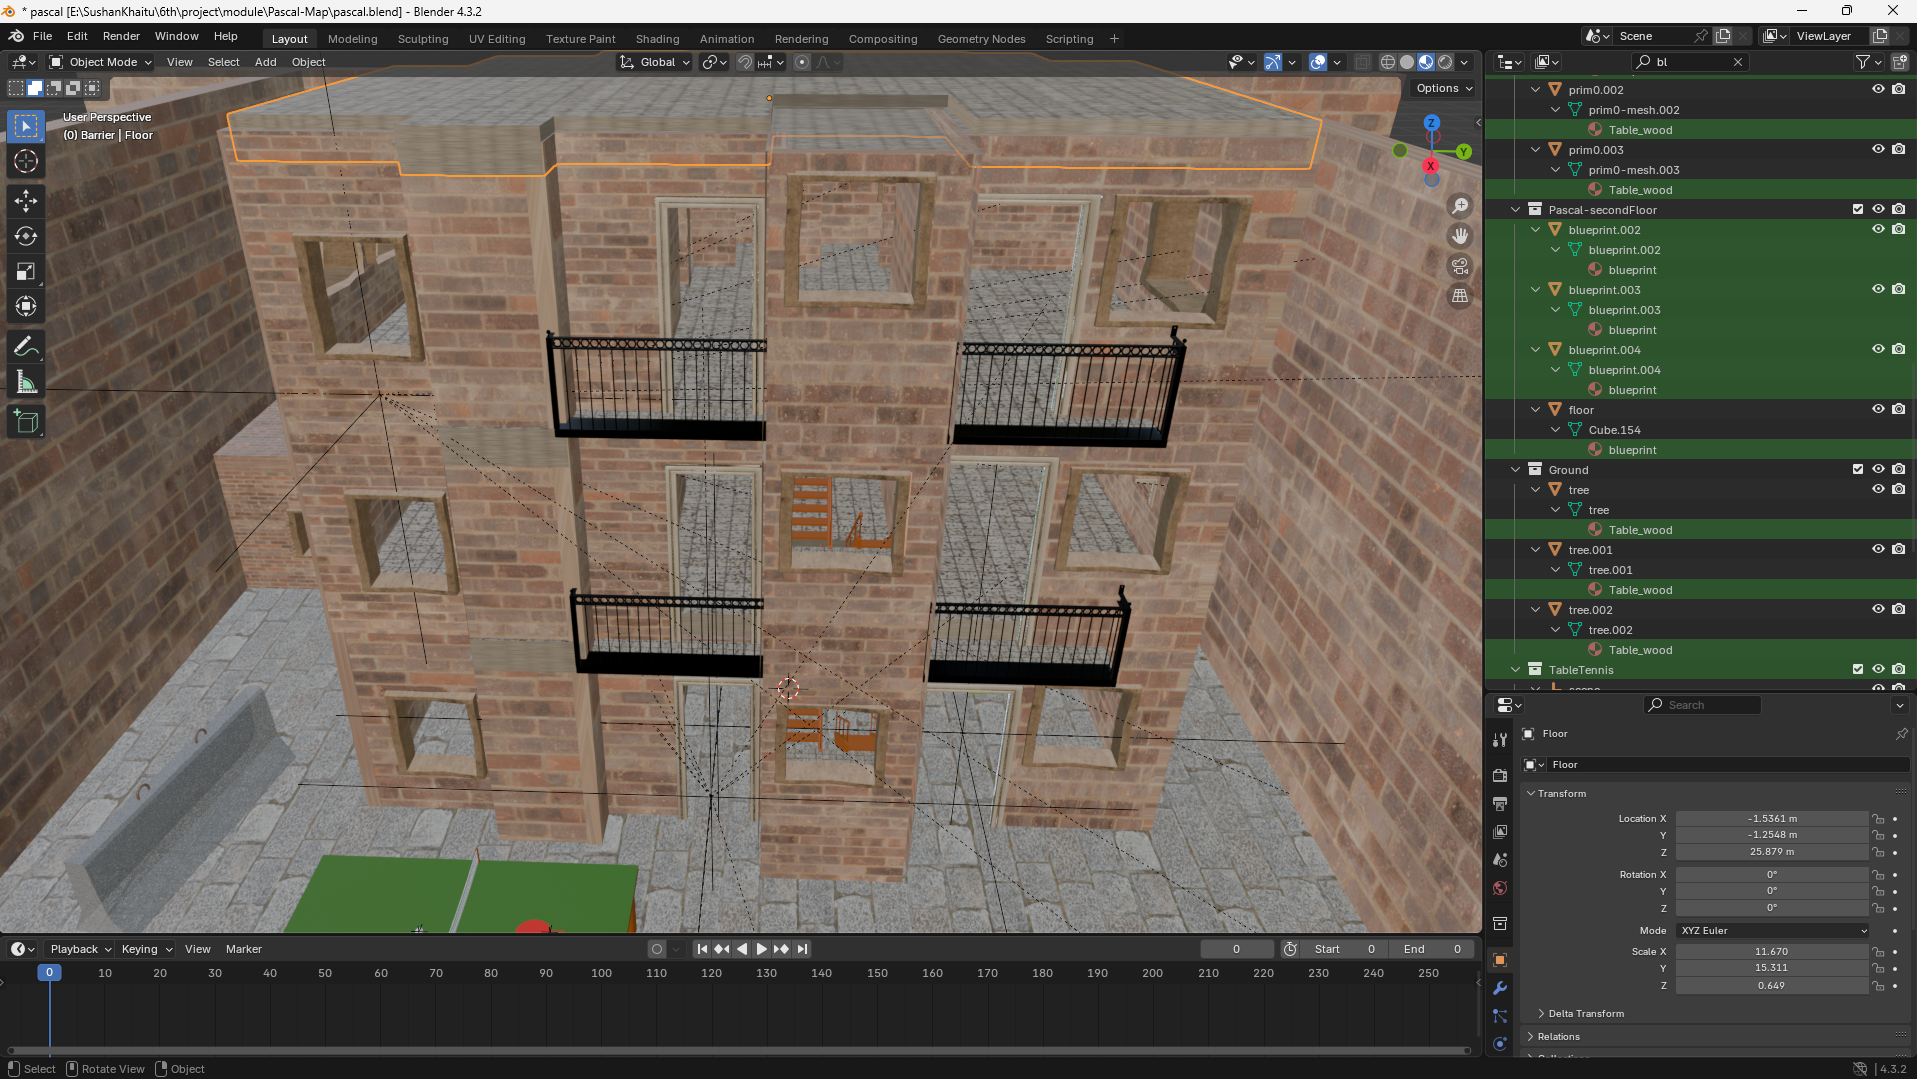 * pascal [E:\SushanKhaitu\6th\project\module\Pascal-Map\pascal.blend] - Blender 4.3.2
File Edit Render Window Help
Layout Modeling Sculpting UV Editing Texture Paint Shading Animation Rendering Compositing Geometry Nodes Scripting +
Scene ViewLayer
Object Mode View Select Add Object
Global
bl
Options
User Perspective
(0) Barrier | Floor
Z
Y
X
prim0.002
prim0-mesh.002
Table_wood
prim0.003
prim0-mesh.003
Table_wood
Pascal-secondFloor
blueprint.002
blueprint.002
blueprint
blueprint.003
blueprint.003
blueprint
blueprint.004
blueprint.004
blueprint
floor
Cube.154
blueprint
Ground
tree
tree
Table_wood
tree.001
tree.001
Table_wood
tree.002
tree.002
Table_wood
TableTennis
Search
Floor
Floor
Transform
Location X -1.5361 m
Y -1.2548 m
Z 25.879 m
Rotation X 0°
Y 0°
Z 0°
Mode XYZ Euler
Scale X 11.670
Y 15.311
Z 0.649
Delta Transform
Relations
Playback Keying View Marker
0 Start 0 End 0
0 10 20 30 40 50 60 70 80 90 100 110 120 130 140 150 160 170 180 190 200 210 220 230 240 250
Select Rotate View Object
4.3.2